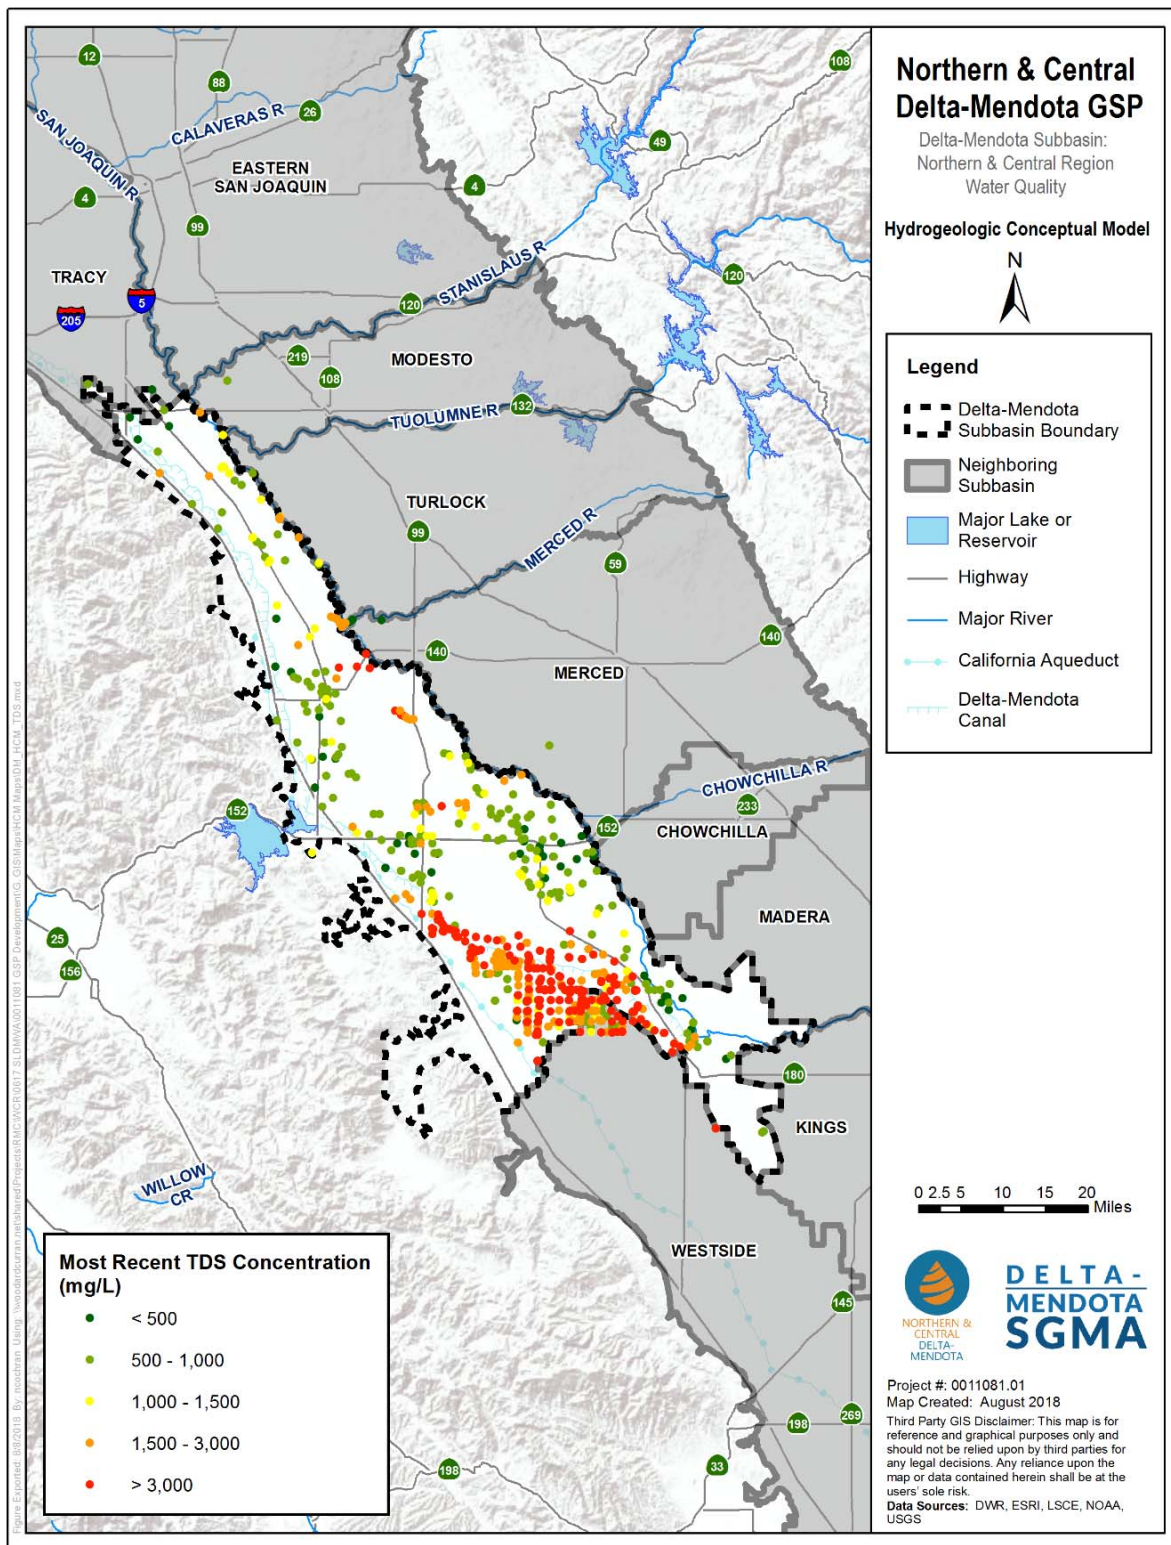 Northern & Central
Delta-Mendota GSP
Delta-Mendota Subbasin:
Northern & Central Region
Water Quality
Hydrogeologic Conceptual Model
N
Legend
Delta-Mendota
Subbasin Boundary
Neighboring
Subbasin
Major Lake or
Reservoir
Highway
Major River
California Aqueduct
Delta-Mendota
Canal
0 2.5 5 10 15 20
Miles
NORTHERN &
CENTRAL
DELTA-
MENDOTA
DELTA-
MENDOTA
SGMA
Project #: 0011081.01
Map Created: August 2018
Third Party GIS Disclaimer: This map is for
reference and graphical purposes only and
should not be relied upon by third parties for
any legal decisions. Any reliance upon the
map or data contained herein shall be at the
users' sole risk.
Data Sources: DWR, ESRI, LSCE, NOAA,
USGS
12
88
26
108
SAN JOAQUIN R
CALAVERAS R
49
EASTERN
SAN JOAQUIN
4
4
99
STANISLAUS R
TRACY
120
5
205
120
219
MODESTO
108
TUOLUMNE R
132
TURLOCK
99
MERCED R
59
140
140
MERCED
CHOWCHILLA R
233
152
152
CHOWCHILLA
MADERA
25
156
180
KINGS
WILLOW
CR
WESTSIDE
145
269
198
33
198
Most Recent TDS Concentration
(mg/L)
< 500
500 - 1,000
1,000 - 1,500
1,500 - 3,000
> 3,000